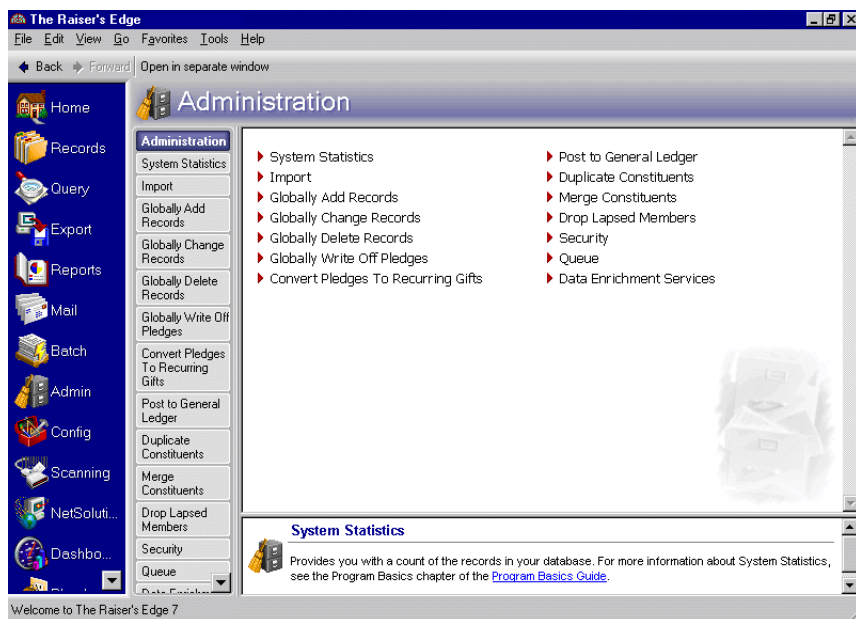 The Raiser's Edge
File Edit View Go Favorites Tools Help
Back Forward Open in separate window
Administration
Home
Records
Query
Export
Reports
Mail
Batch
Admin
Config
Scanning
NetSoluti...
Dashbo...
Administration
System Statistics
Import
Globally Add
Records
Globally Change
Records
Globally Delete
Records
Globally Write Off
Pledges
Convert Pledges
To Recurring
Gifts
Post to General
Ledger
Duplicate
Constituents
Merge
Constituents
Drop Lapsed
Members
Security
Queue
System Statistics
Import
Globally Add Records
Globally Change Records
Globally Delete Records
Globally Write Off Pledges
Convert Pledges To Recurring Gifts
Post to General Ledger
Duplicate Constituents
Merge Constituents
Drop Lapsed Members
Security
Queue
Data Enrichment Services
System Statistics
Provides you with a count of the records in your database. For more information about System Statistics,
see the Program Basics chapter of the Program Basics Guide.
Welcome to The Raiser's Edge 7